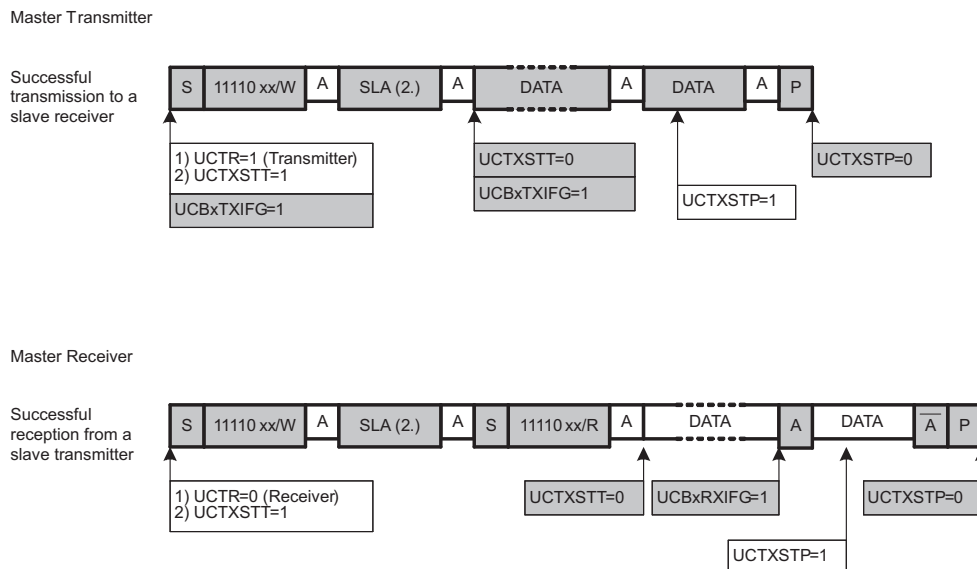 Master Transmitter
Successful
transmission to a
slave receiver
S 11110 xx/W A SLA (2.) A DATA A DATA A P
1) UCTR=1 (Transmitter)
2) UCTXSTT=1
UCBxTXIFG=1
UCTXSTT=0
UCBxTXIFG=1
UCTXSTP=1
UCTXSTP=0
Master Receiver
Successful
reception from a
slave transmitter
S 11110 xx/W A SLA (2.) A S 11110 xx/R A DATA A DATA A̅ P
1) UCTR=0 (Receiver)
2) UCTXSTT=1
UCTXSTT=0
UCBxRXIFG=1
UCTXSTP=1
UCTXSTP=0